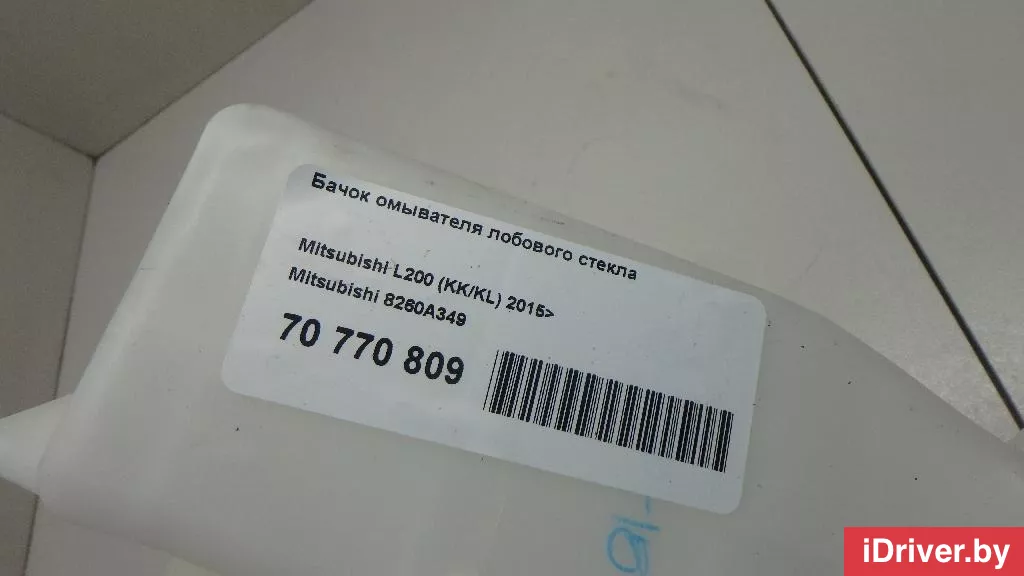 Бачок омывателя лобового стекла
Mitsubishi L200 (KK/KL) 2015>
Mitsubishi 8260A349
70 770 809
iDriver.by